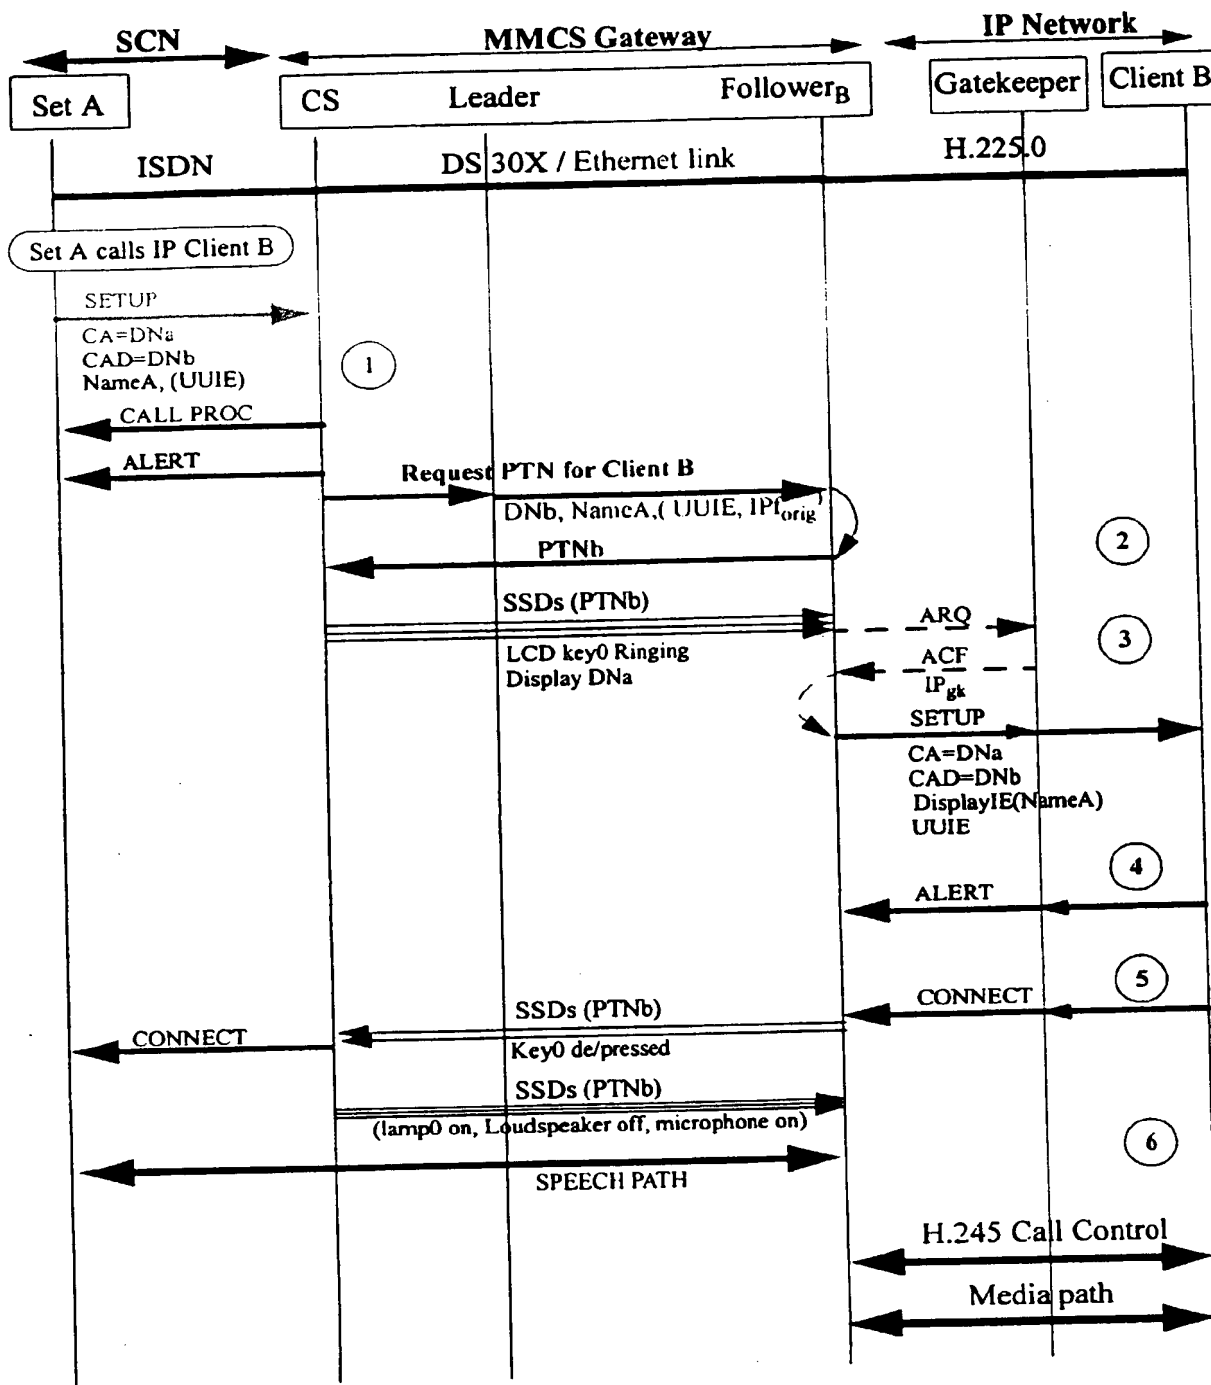 SCN
MMCS Gateway
IP Network
Set A
CS
Leader
Follower_B
Gatekeeper
Client B
ISDN
DS 30X / Ethernet link
H.225.0
Set A calls IP Client B
SETUP
CA=DNa
CAD=DNb
NameA, (UUIE)
1
CALL PROC
ALERT
Request PTN for Client B
DNb, NameA,( UUIE, IPf_orig)
PTNb
2
SSDs (PTNb)
LCD key0 Ringing
Display DNa
ARQ
3
ACF
IP_gk
SETUP
CA=DNa
CAD=DNb
DisplayIE(NameA)
UUIE
4
ALERT
5
CONNECT
SSDs (PTNb)
Key0 de/pressed
CONNECT
SSDs (PTNb)
(lamp0 on, Loudspeaker off, microphone on)
6
SPEECH PATH
H.245 Call Control
Media path